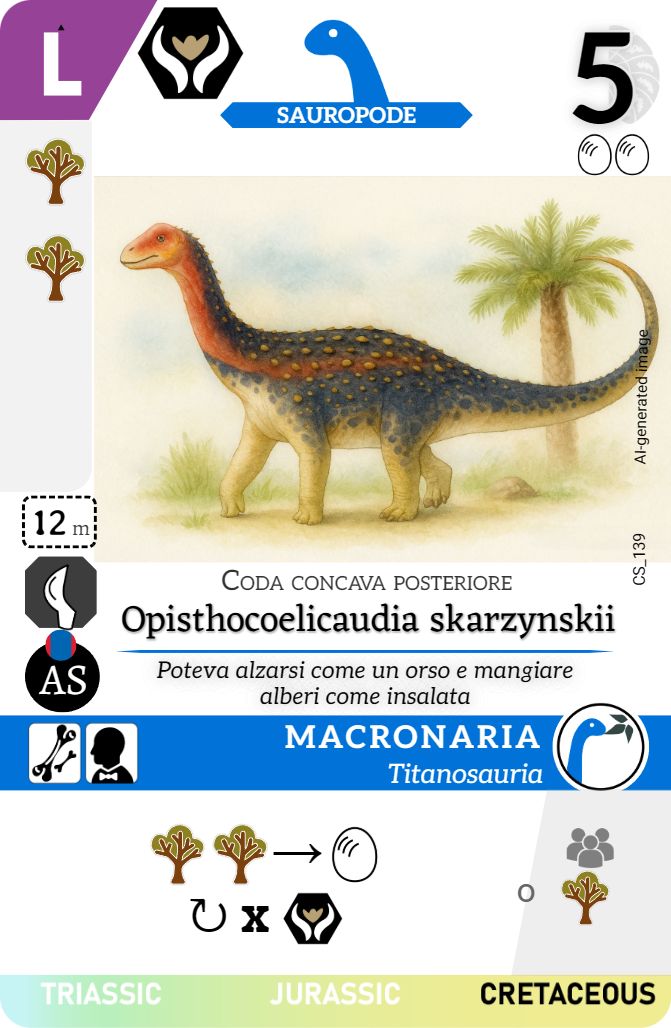 L
SAUROPODE
5
AI-generated image
12 m
CS_139
CODA CONCAVA POSTERIORE
Opisthocoelicaudia skarzynskii
AS
Poteva alzarsi come un orso e mangiare
alberi come insalata
MACRONARIA
Titanosauria
x
o
TRIASSIC JURASSIC CRETACEOUS